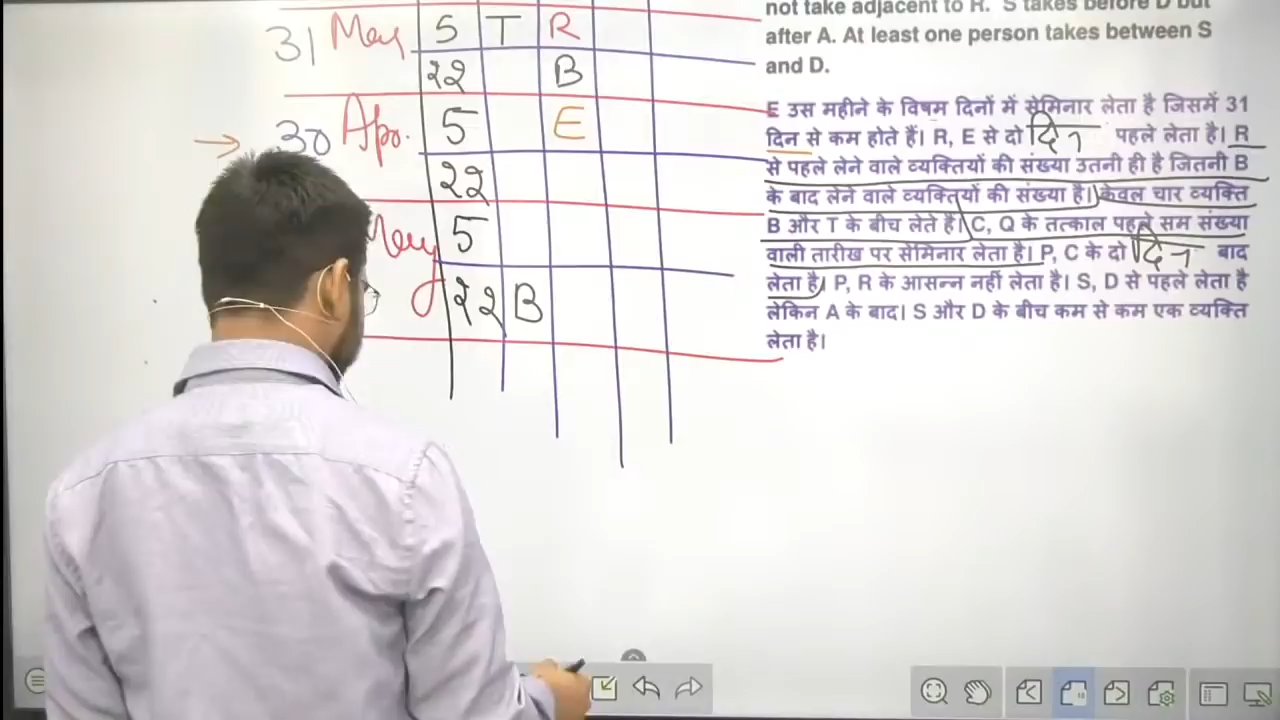 not take adjacent to R. S takes before D but
after A. At least one person takes between S
and D.
E उस महीने के विषम दिनों में सेमिनार लेता है जिसमें 31
दिन से कम होते हैं। R, E से दो दिन पहले लेता है। R
से पहले लेने वाले व्यक्तियों की संख्या उतनी ही है जितनी B
के बाद लेने वाले व्यक्तियों की संख्या है। केवल चार व्यक्ति
B और T के बीच लेते हैं। C, Q के तत्काल पहले सम संख्या
वाली तारीख पर सेमिनार लेता है। P, C के दो दिन बाद
लेता है। P, R के आसन्न नहीं लेता है। S, D से पहले लेता है
लेकिन A के बाद। S और D के बीच कम से कम एक व्यक्ति
लेता है।
31 5 T R
22 B
30 Apr. 5 E
22
May 5
22 B